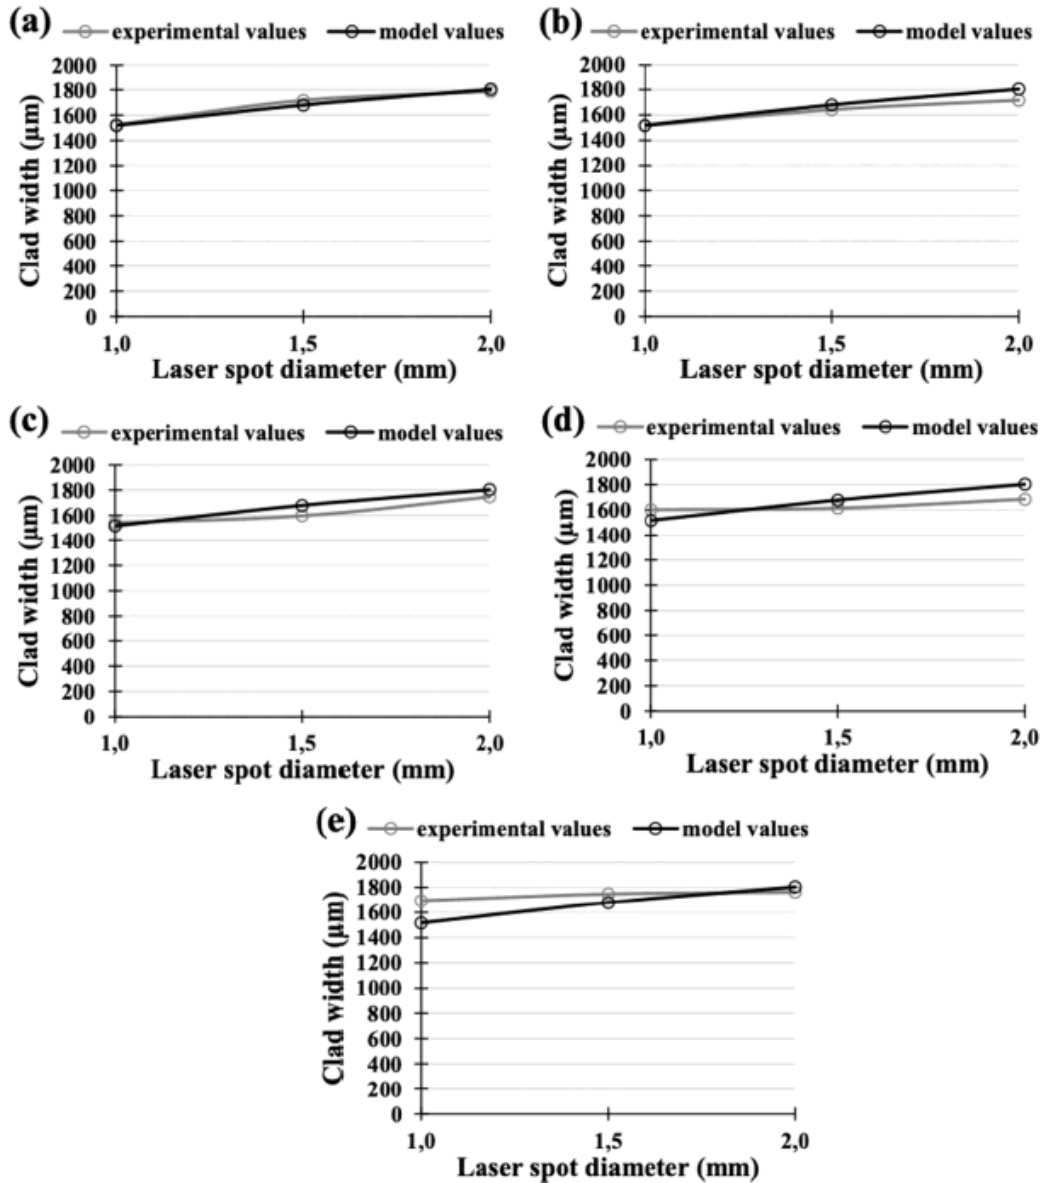 (a) experimental values model values
2000
1800
1600
1400
1200
1000
800
600
400
200
0
Clad width (µm)
1,0 1,5 2,0
Laser spot diameter (mm)
(b) experimental values model values
2000
1800
1600
1400
1200
1000
800
600
400
200
0
Clad width (µm)
1,0 1,5 2,0
Laser spot diameter (mm)
(c) experimental values model values
2000
1800
1600
1400
1200
1000
800
600
400
200
0
Clad width (µm)
1,0 1,5 2,0
Laser spot diameter (mm)
(d) experimental values model values
2000
1800
1600
1400
1200
1000
800
600
400
200
0
Clad width (µm)
1,0 1,5 2,0
Laser spot diameter (mm)
(e) experimental values model values
2000
1800
1600
1400
1200
1000
800
600
400
200
0
Clad width (µm)
1,0 1,5 2,0
Laser spot diameter (mm)